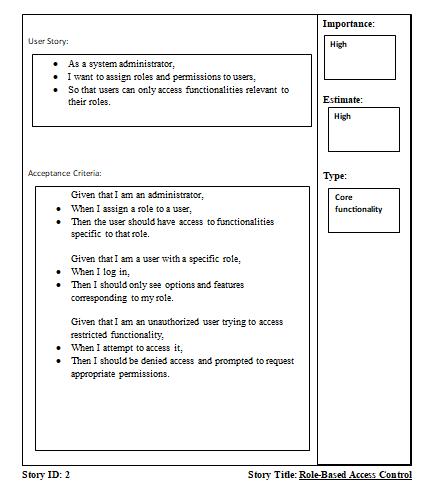 User Story:
As a system administrator,
I want to assign roles and permissions to users,
So that users can only access functionalities relevant to
their roles.
Acceptance Criteria:
Given that I am an administrator,
When I assign a role to a user,
Then the user should have access to functionalities
specific to that role.
Given that I am a user with a specific role,
When I log in,
Then I should only see options and features
corresponding to my role.
Given that I am an unauthorized user trying to access
restricted functionality,
When I attempt to access it,
Then I should be denied access and prompted to request
appropriate permissions.
Importance:
High
Estimate:
High
Type:
Core
functionality
Story ID: 2
Story Title: Role-Based Access Control